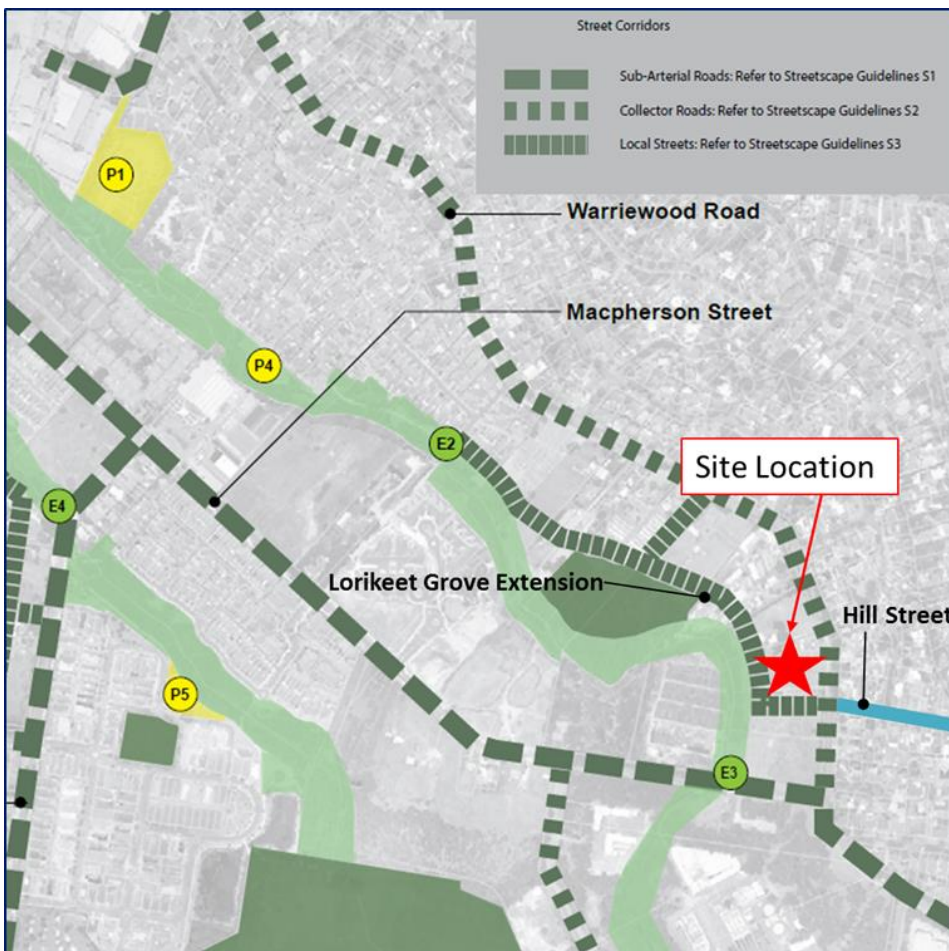 Street Corridors
Sub-Arterial Roads: Refer to Streetscape Guidelines S1
Collector Roads: Refer to Streetscape Guidelines S2
Local Streets: Refer to Streetscape Guidelines S3
P1
Warriewood Road
Macpherson Street
P4
E2
Site Location
E4
Lorikeet Grove Extension
Hill Street
P5
E3